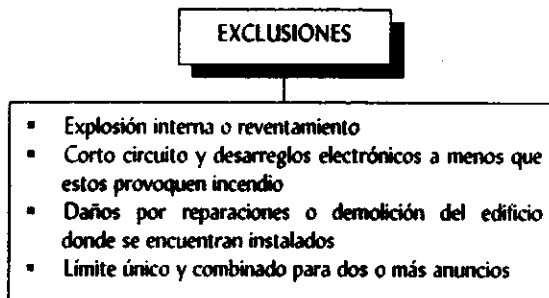 EXCLUSIONES
▪ Explosión interna o reventamiento
▪ Corto circuito y desarreglos electrónicos a menos que
estos provoquen incendio
▪ Daños por reparaciones o demolición del edificio
donde se encuentran instalados
▪ Límite único y combinado para dos o más anuncios